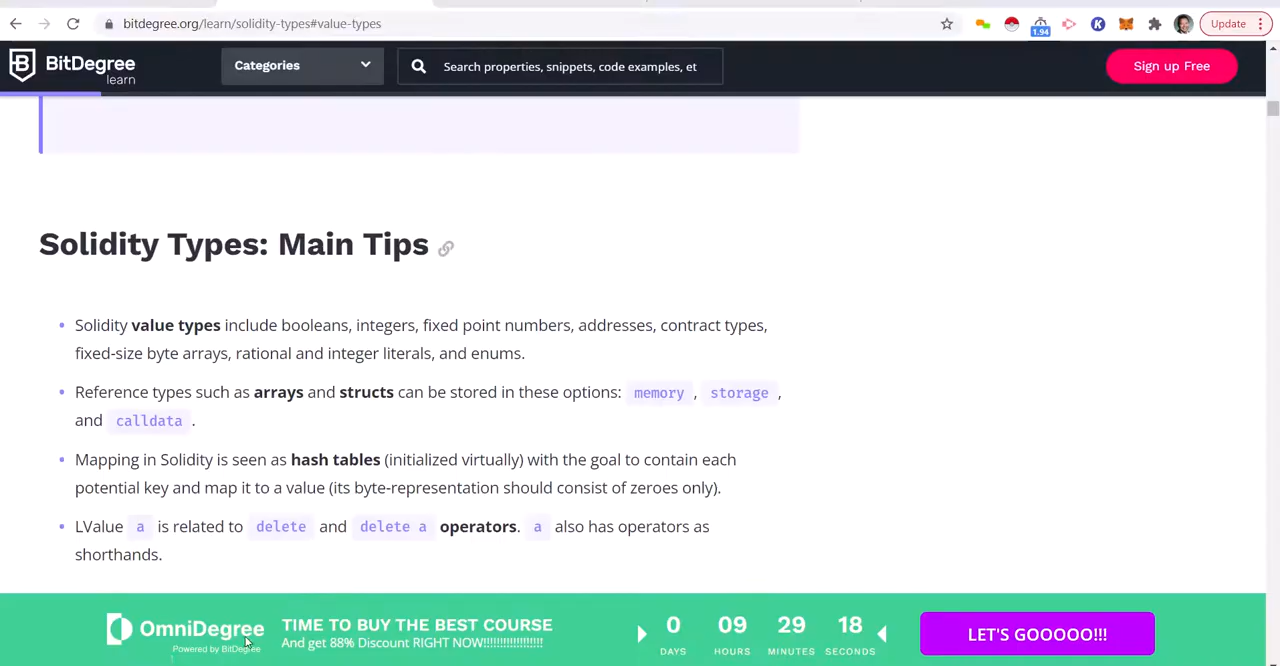 bitdegree.org/learn/solidity-types#value-types
1.94
Update
BitDegree
learn
Categories
Search properties, snippets, code examples, et
Sign up Free
Solidity Types: Main Tips
Solidity value types include booleans, integers, fixed point numbers, addresses, contract types,
fixed-size byte arrays, rational and integer literals, and enums.
Reference types such as arrays and structs can be stored in these options: memory ,  storage ,
and calldata .
Mapping in Solidity is seen as hash tables (initialized virtually) with the goal to contain each
potential key and map it to a value (its byte-representation should consist of zeroes only).
LValue a is related to delete and delete a operators. a also has operators as
shorthands.
OmniDegree
Powered by BitDegree
TIME TO BUY THE BEST COURSE
And get 88% Discount RIGHT NOW!!!!!!!!!!!!!!!!!!!!
0 09 29 18
DAYS HOURS MINUTES SECONDS
LET'S GOOOOO!!!